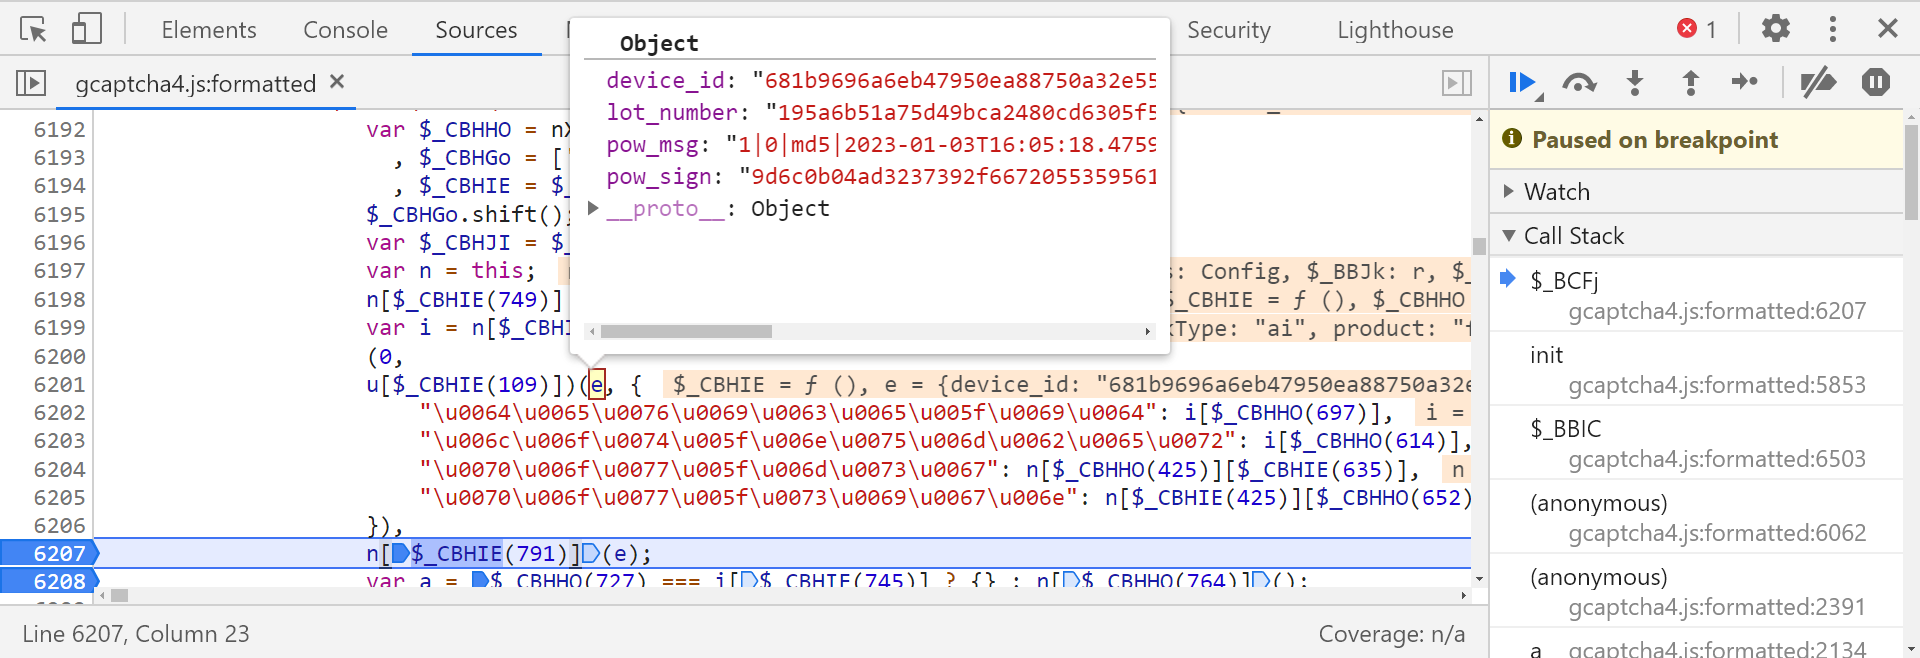 Elements Console Sources Security Lighthouse 1
gcaptcha4.js:formatted
Object
device_id: "681b9696a6eb47950ea88750a32e55
lot_number: "195a6b51a75d49bca2480cd6305f5
pow_msg: "1|0|md5|2023-01-03T16:05:18.4759
pow_sign: "9d6c0b04ad3237392f6672055359561
__proto__: Object
6192 var $_CBHHO = nX
6193 , $_CBHGo = ['
6194 , $_CBHIE = $_
6195 $_CBHGo.shift();
6196 var $_CBHJI = $_
6197 var n = this; s: Config, $_BBJk: r, $_
6198 n[$_CBHIE(749)] $_CBHIE = ƒ (), $_CBHHO
6199 var i = n[$_CBHI kType: "ai", product: "f
6200 (0,
6201 u[$_CBHIE(109)])(e, { $_CBHIE = ƒ (), e = {device_id: "681b9696a6eb47950ea88750a32e
6202 "\u0064\u0065\u0076\u0069\u0063\u0065\u005f\u0069\u0064": i[$_CBHHO(697)], i =
6203 "\u006c\u006f\u0074\u005f\u006e\u0075\u006d\u0062\u0065\u0072": i[$_CBHHO(614)],
6204 "\u0070\u006f\u0077\u005f\u006d\u0073\u0067": n[$_CBHHO(425)][$_CBHIE(635)], n
6205 "\u0070\u006f\u0077\u005f\u0073\u0069\u0067\u006e": n[$_CBHIE(425)][$_CBHHO(652)
6206 }),
6207 n[$_CBHIE(791)](e);
6208 var a = $_CBHHO(727) === i[$_CBHIE(745)] ? {} : n[$_CBHHO(764)]();
Line 6207, Column 23
Coverage: n/a
Paused on breakpoint
Watch
Call Stack
$_BCFj
gcaptcha4.js:formatted:6207
init
gcaptcha4.js:formatted:5853
$_BBIC
gcaptcha4.js:formatted:6503
(anonymous)
gcaptcha4.js:formatted:6062
(anonymous)
gcaptcha4.js:formatted:2391
a
gcaptcha4.js:formatted:2134